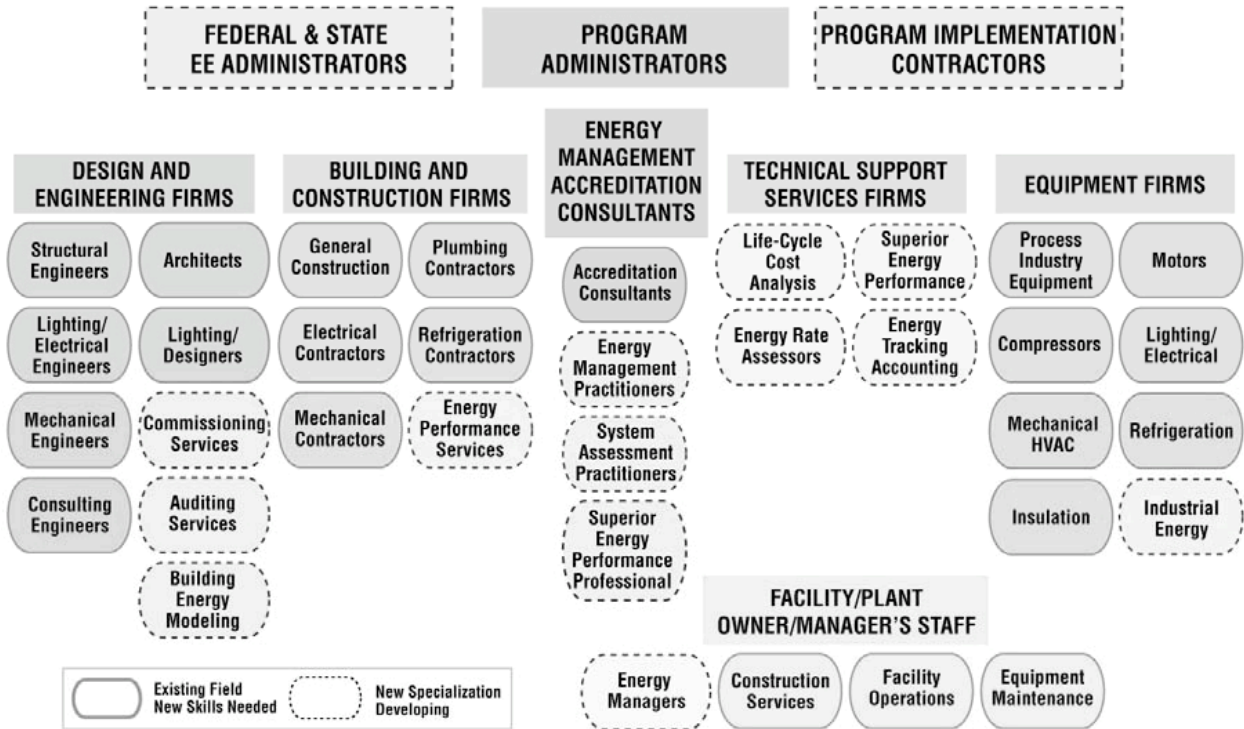 FEDERAL & STATE
EE ADMINISTRATORS
PROGRAM
ADMINISTRATORS
PROGRAM IMPLEMENTATION
CONTRACTORS
DESIGN AND
ENGINEERING FIRMS
Structural
Engineers
Architects
Lighting/
Electrical
Engineers
Lighting/
Designers
Mechanical
Engineers
Commissioning
Services
Consulting
Engineers
Auditing
Services
Building
Energy
Modeling
BUILDING AND
CONSTRUCTION FIRMS
General
Construction
Plumbing
Contractors
Electrical
Contractors
Refrigeration
Contractors
Mechanical
Contractors
Energy
Performance
Services
ENERGY
MANAGEMENT
ACCREDITATION
CONSULTANTS
Accreditation
Consultants
Energy
Management
Practitioners
System
Assessment
Practitioners
Superior
Energy
Performance
Professional
TECHNICAL SUPPORT
SERVICES FIRMS
Life-Cycle
Cost
Analysis
Superior
Energy
Performance
Energy Rate
Assessors
Energy
Tracking
Accounting
EQUIPMENT FIRMS
Process
Industry
Equipment
Motors
Compressors
Lighting/
Electrical
Mechanical
HVAC
Refrigeration
Insulation
Industrial
Energy
FACILITY/PLANT
OWNER/MANAGER'S STAFF
Energy
Managers
Construction
Services
Facility
Operations
Equipment
Maintenance
Existing Field
New Skills Needed
New Specialization
Developing